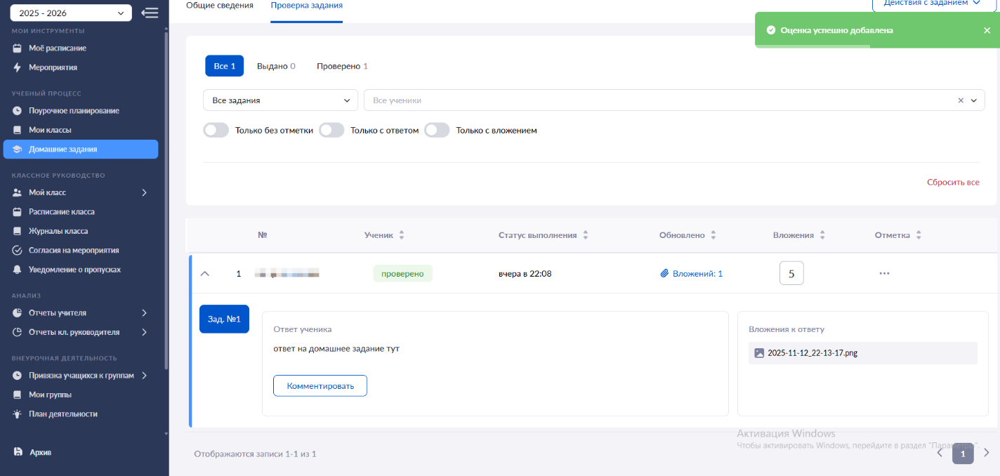 2025 - 2026
МОИ ИНСТРУМЕНТЫ
Моё расписание
Мероприятия
УЧЕБНЫЙ ПРОЦЕСС
Поурочное планирование
Мои классы
Домашние задания
КЛАССНОЕ РУКОВОДСТВО
Мой класс
Расписание класса
Журналы класса
Согласия на мероприятия
Уведомление о пропусках
АНАЛИЗ
Отчеты учителя
Отчеты кл. руководителя
ВНЕУРОЧНАЯ ДЕЯТЕЛЬНОСТЬ
Привязка учащихся к группам
Мои группы
План деятельности
Архив
Общие сведения Проверка задания
Действия с заданием
Оценка успешно добавлена
Все 1 Выдано 0 Проверено 1
Все задания Все ученики
Только без отметки Только с ответом Только с вложением
Сбросить все
№ Ученик Статус выполнения Обновлено Вложения Отметка
1 проверено вчера в 22:08 Вложений: 1 5 ...
Зад. №1
Ответ ученика
ответ на домашнее задание тут
Комментировать
Вложения к ответу
2025-11-12_22-13-17.png
Активация Windows
Чтобы активировать Windows, перейдите в раздел "Параметры".
Отображаются записи 1-1 из 1
1